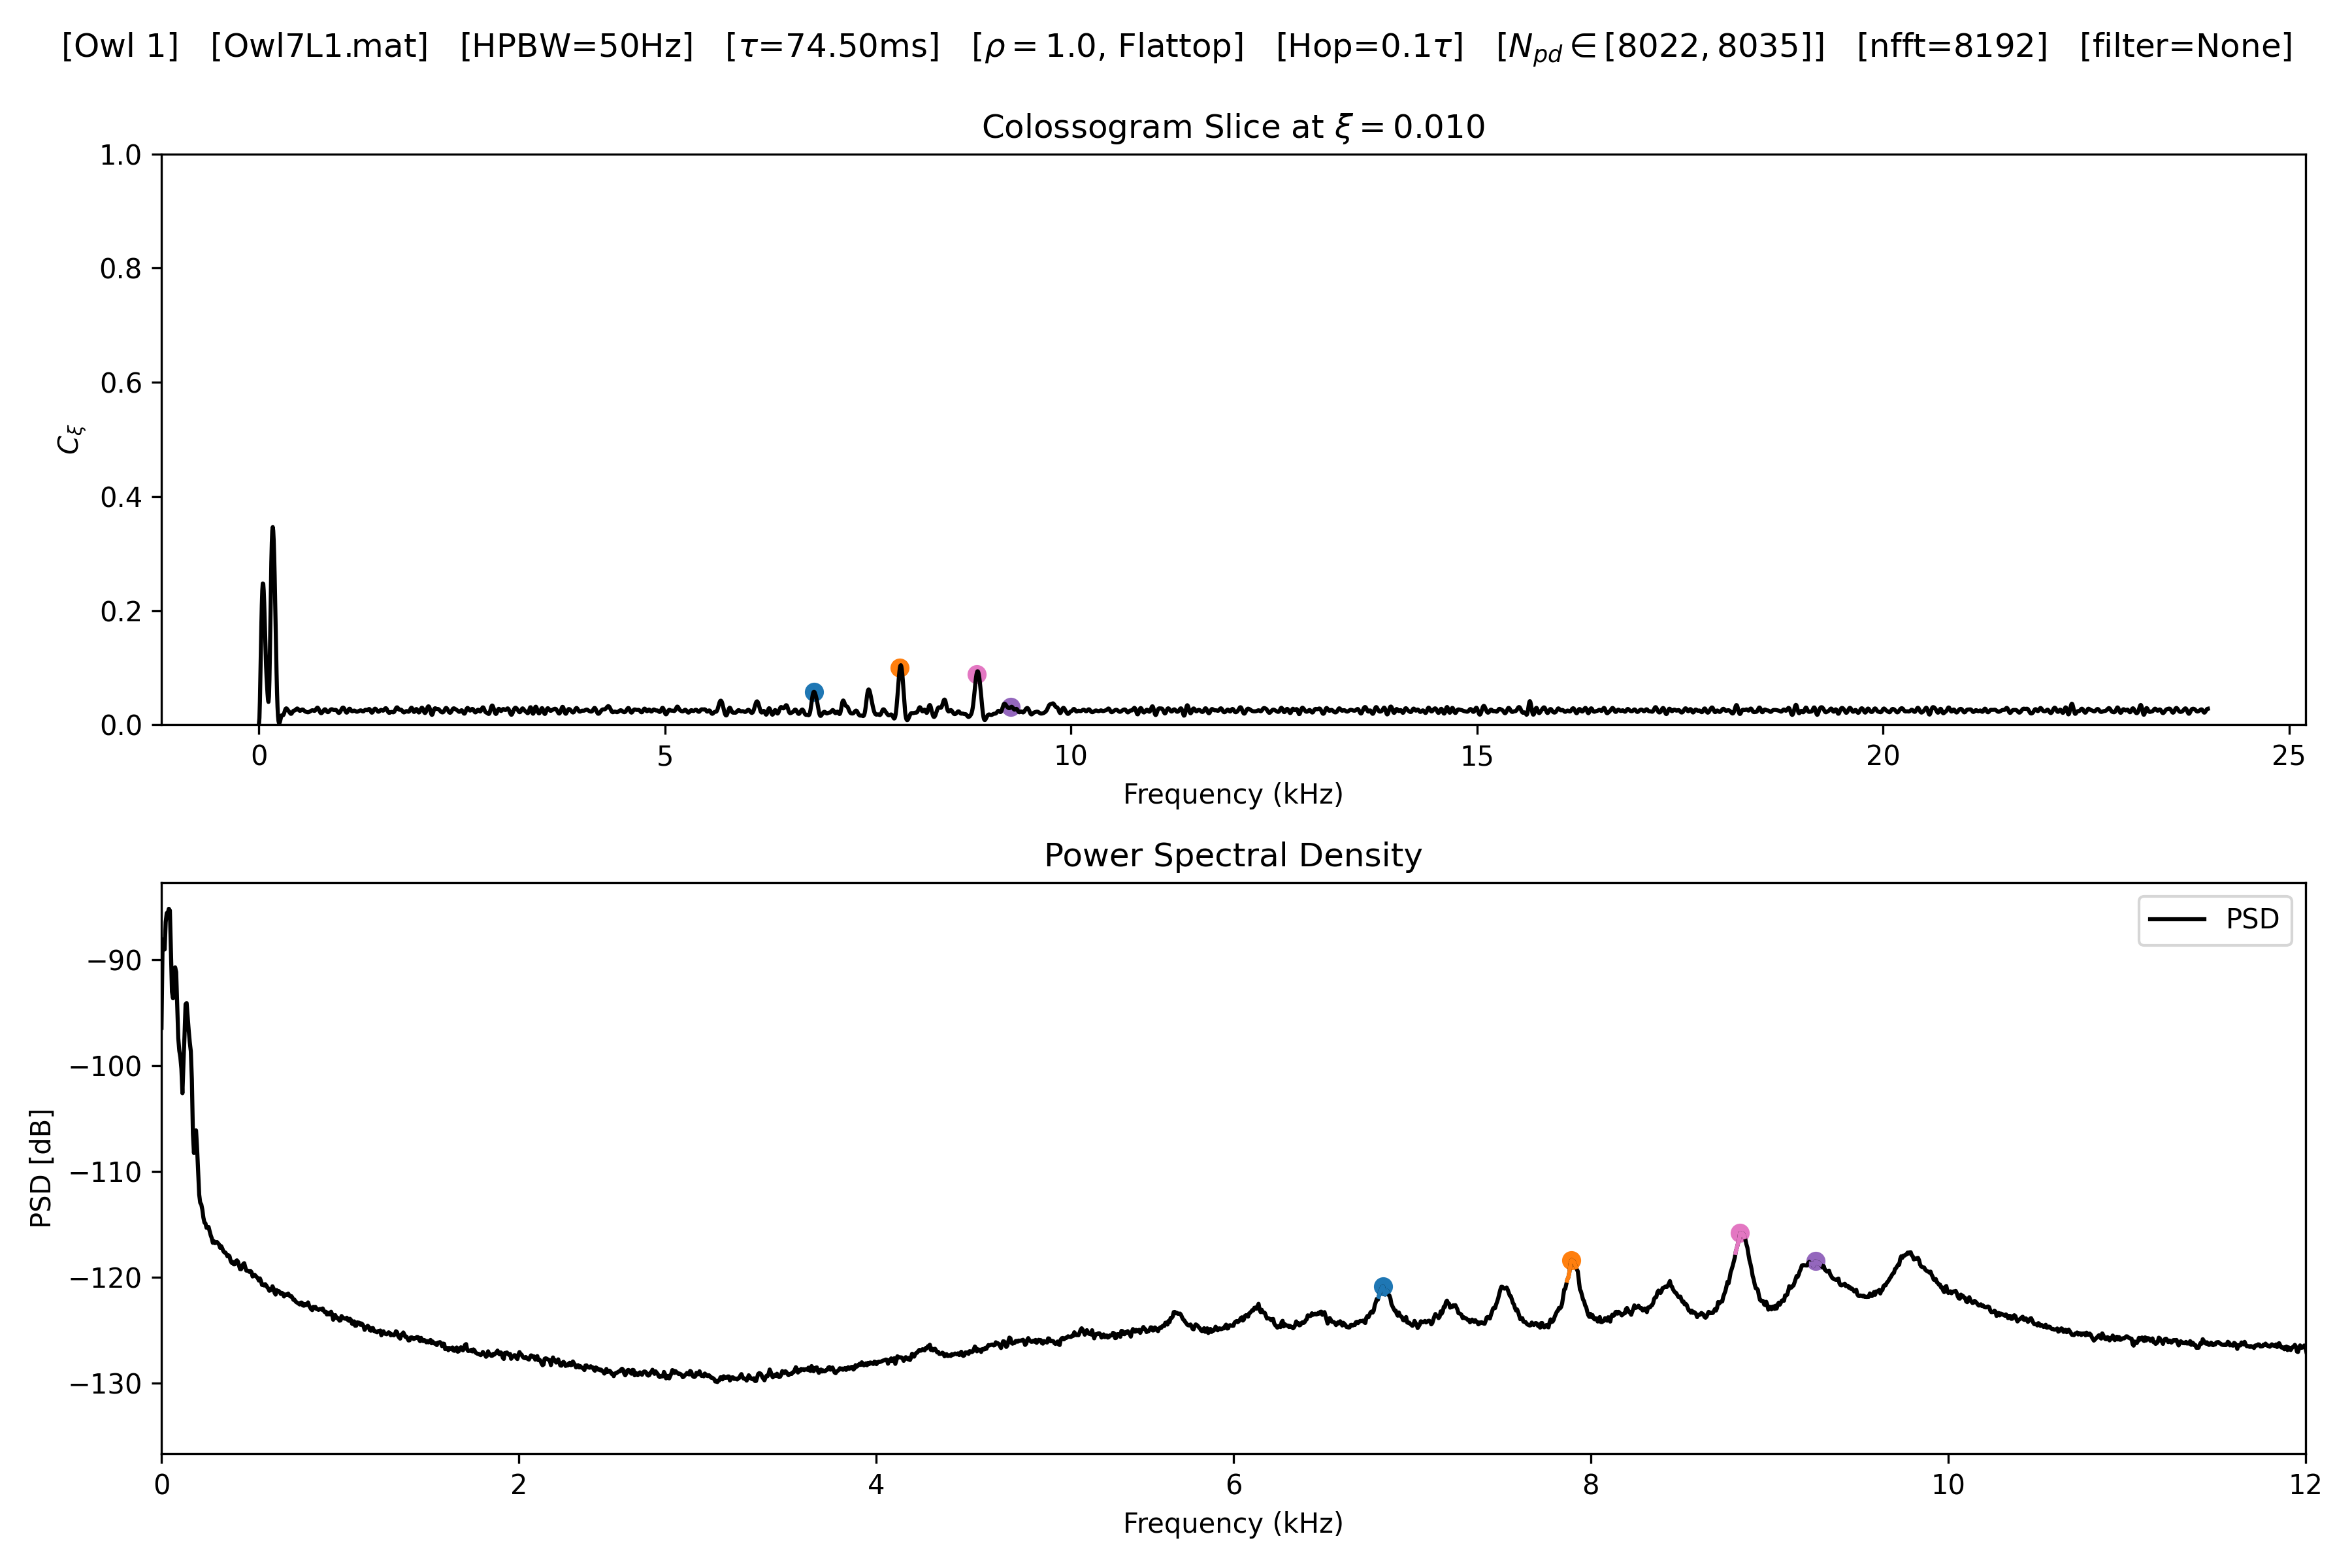 [Owl 1] [Owl7L1.mat] [HPBW=50Hz] [τ=74.50ms] [ρ = 1.0, Flattop] [Hop=0.1τ] [N_pd ∈ [8022, 8035]] [nfft=8192] [filter=None]
Colossogram Slice at ξ = 0.010
1.0
0.8
0.6
0.4
0.2
0.0
C_ξ
0 5 10 15 20 25
Frequency (kHz)
Power Spectral Density
PSD
−90
−100
−110
−120
−130
PSD [dB]
0 2 4 6 8 10 12
Frequency (kHz)